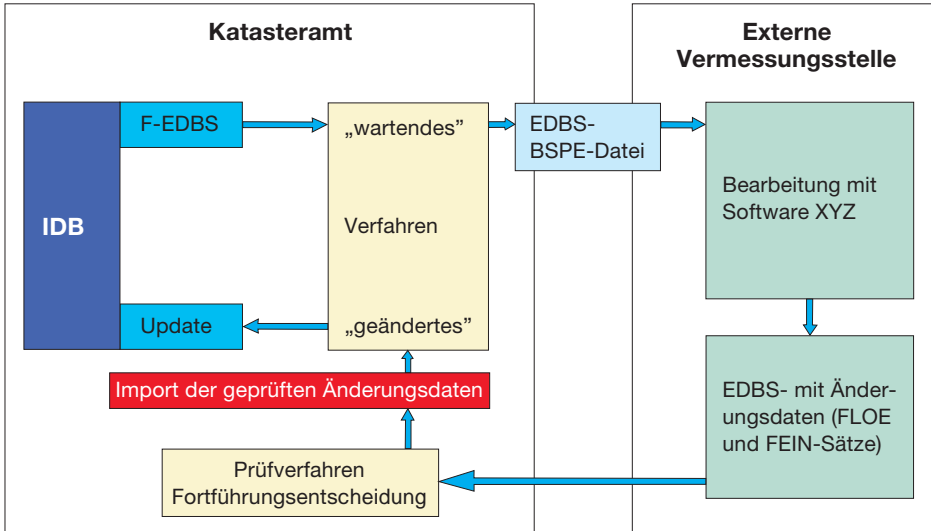 Katasteramt
Externe
Vermessungsstelle
IDB
F-EDBS
„wartendes”
EDBS-
BSPE-Datei
Bearbeitung mit
Software XYZ
Verfahren
Update
„geändertes”
Import der geprüften Änderungsdaten
EDBS- mit Änder-
ungsdaten (FLOE
und FEIN-Sätze)
Prüfverfahren
Fortführungsentscheidung